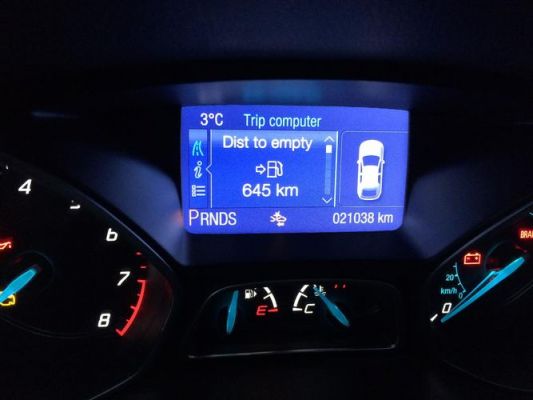 3°C Trip computer
Dist to empty
645 km
PRNDS
021038 km
4
6
7
8
E
C
20
km/h
0
0
BRA